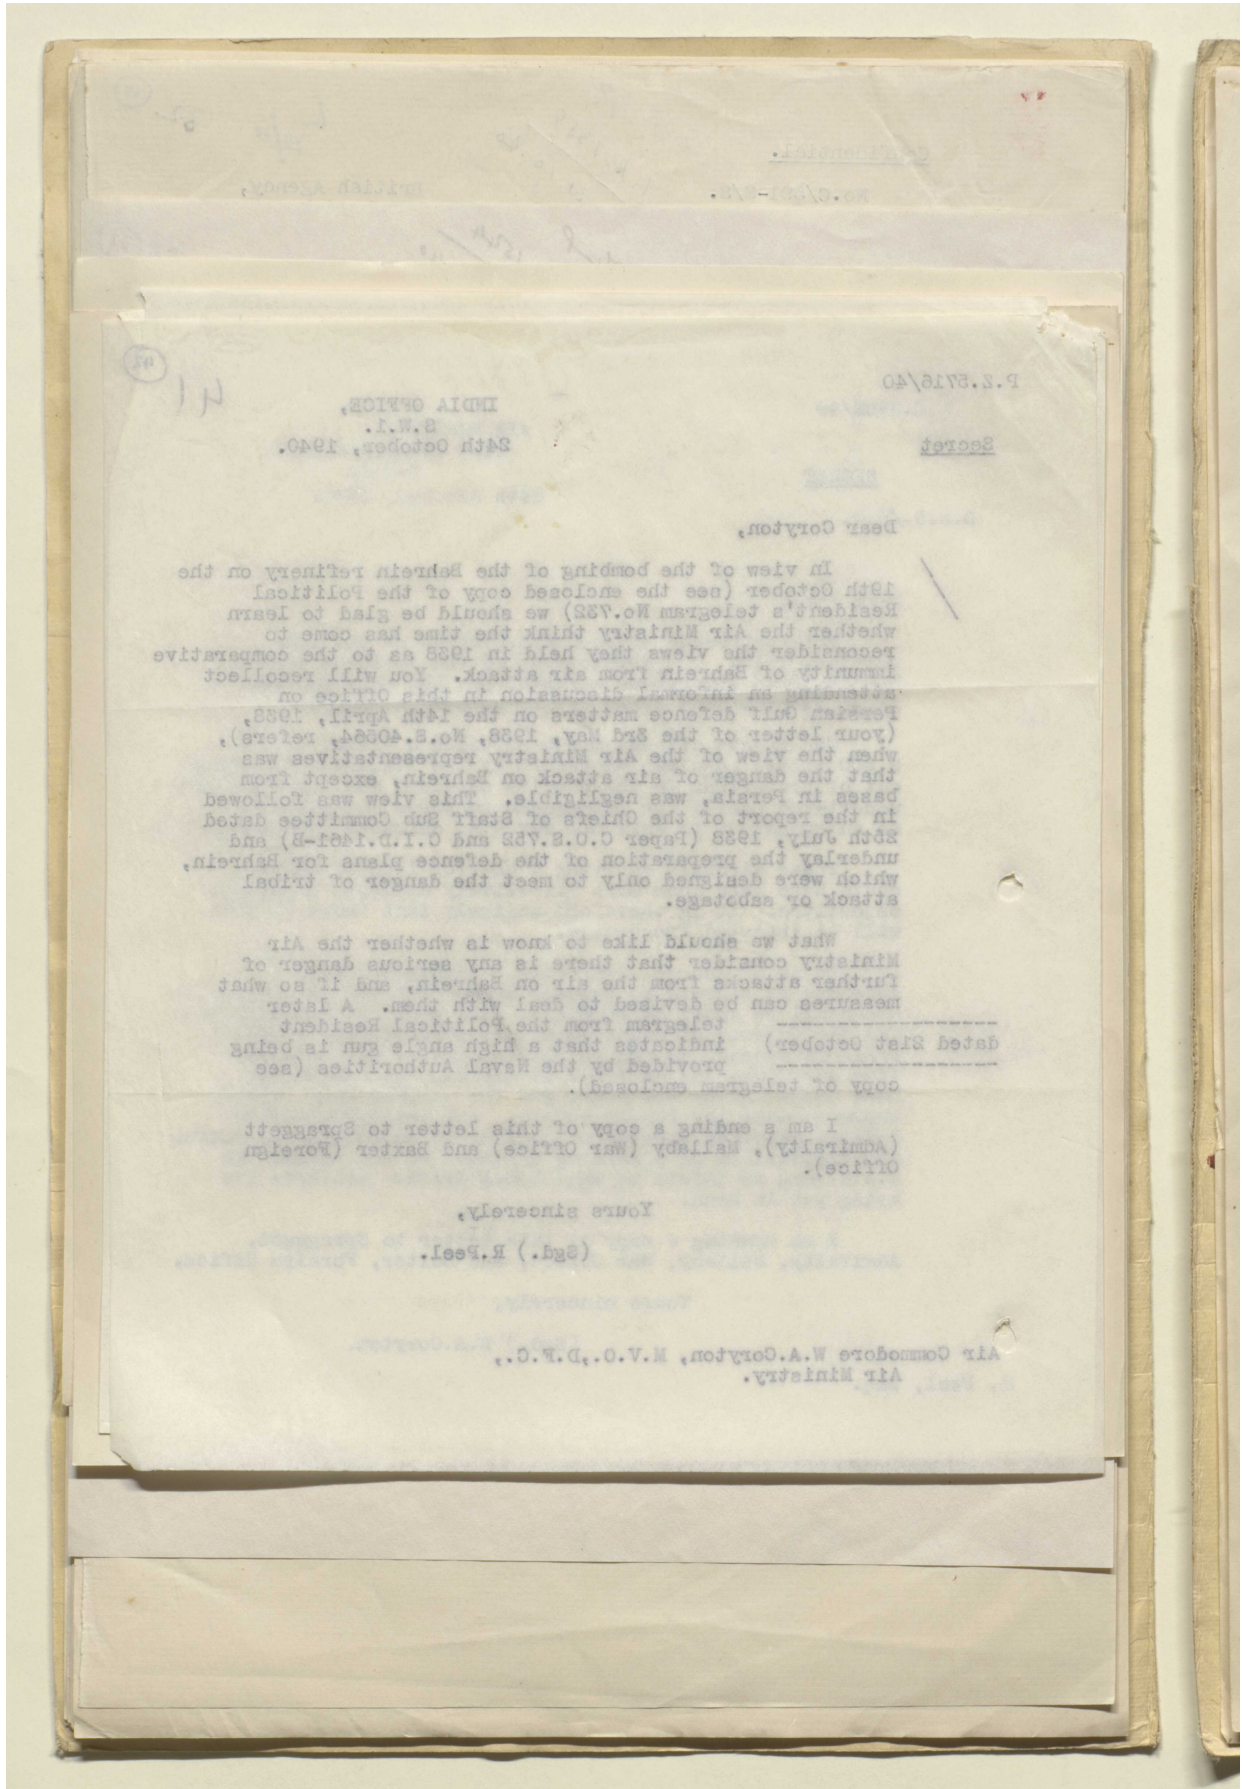 Confidential.
British Agency,
P.Z.5716/40
41
INDIA OFFICE,
S.W.1.
24th October, 1940.
Secret
Dear Coryton,
In view of the bombing of the Bahrein refinery on the
19th October (see the enclosed copy of the Political
Resident's telegram No.732) we should be glad to learn
whether the Air Ministry think the time has come to
reconsider the views they held in 1938 as to the comparative
immunity of Bahrein from air attack. You will recollect
attending an informal discussion in this Office on
Persian Gulf defence matters on the 14th April, 1938,
(your letter of the 3rd May, 1938, No.S.40564, refers),
when the view of the Air Ministry representatives was
that the danger of air attack on Bahrein, except from
bases in Persia, was negligible. This view was followed
in the report of the Chiefs of Staff Sub Committee dated
25th July, 1938 (Paper C.O.S.752 and C.I.D.1461-B) and
underlay the preparation of the defence plans for Bahrein,
which were designed only to meet the danger of tribal
attack or sabotage.
What we should like to know is whether the Air
Ministry consider that there is any serious danger of
further attacks from the air on Bahrein, and if so what
measures can be devised to deal with them. A later
telegram from the Political Resident
dated 21st October) indicates that a high angle gun is being
provided by the Naval Authorities (see
copy of telegram enclosed).
I am s ending a copy of this letter to Spraggett
(Admiralty), Mallaby (War Office) and Baxter (Foreign
Office).
Yours sincerely,
(Sgd.) R.Peel.
Air Commodore W.A.Coryton, M.V.O.,D.F.C.,
Air Ministry.